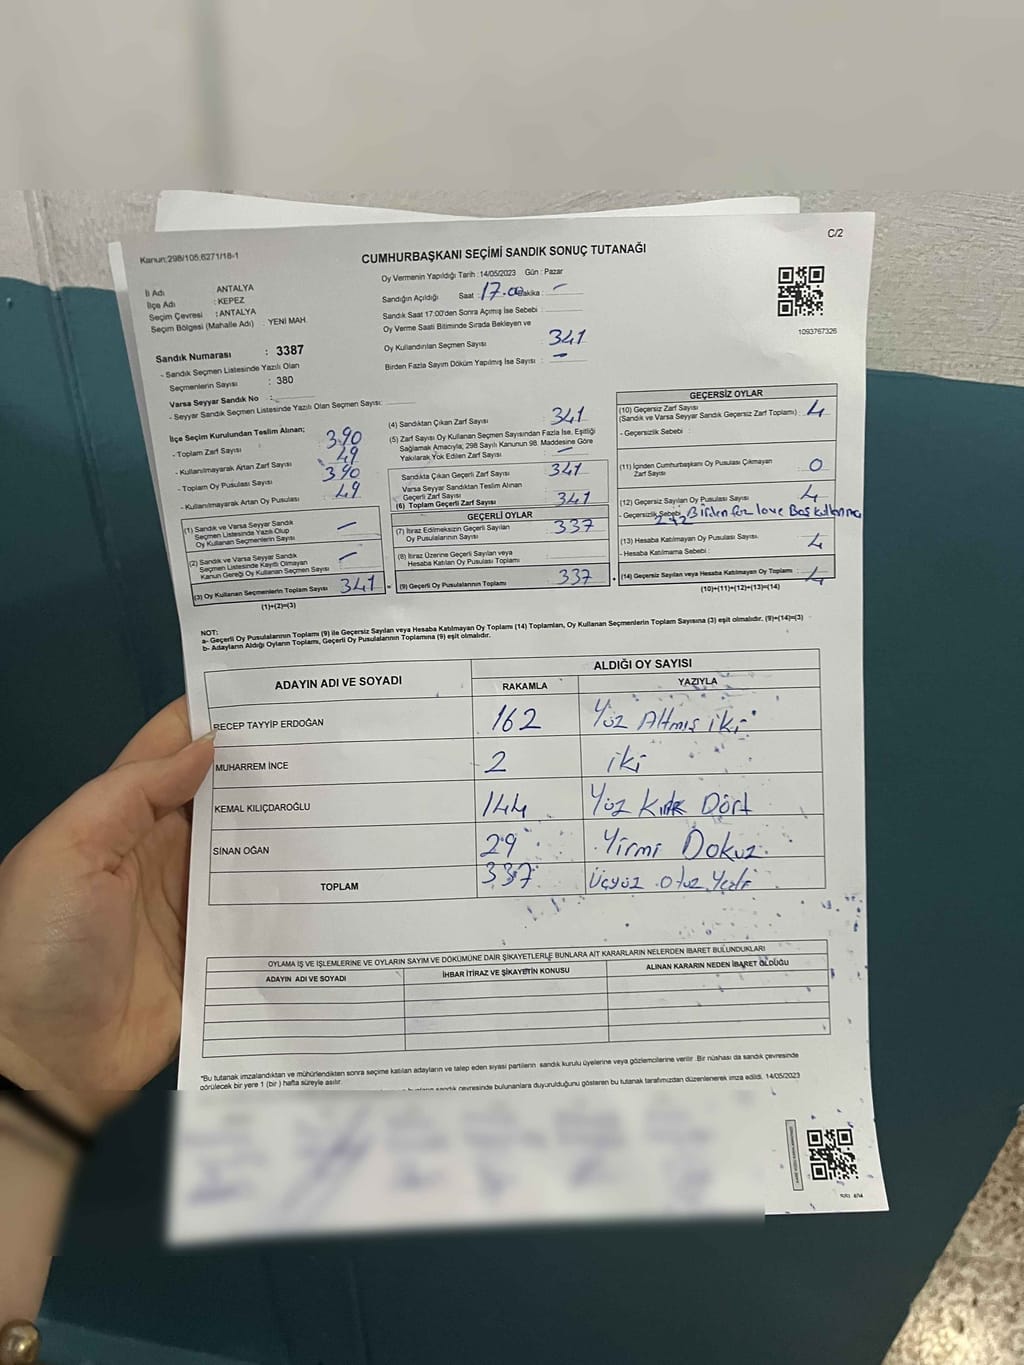 C/2
Kanun:298/105;6271/18-1
CUMHURBAŞKANI SEÇİMİ SANDIK SONUÇ TUTANAĞI
İl Adı : ANTALYA
İlçe Adı : KEPEZ
Seçim Çevresi : ANTALYA
Seçim Bölgesi (Mahalle Adı) : YENİ MAH.
Sandık Numarası : 3387
- Sandık Seçmen Listesinde Yazılı Olan
Seçmenlerin Sayısı : 380
Varsa Seyyar Sandık No :
- Seyyar Sandık Seçmen Listesinde Yazılı Olan Seçmen Sayısı:
Oy Vermenin Yapıldığı Tarih : 14/05/2023 Gün : Pazar
Sandığın Açıldığı Saat : 17.00 Dakika : -
Sandık Saat 17:00'den Sonra Açılmış İse Sebebi :
Oy Verme Saati Bitiminde Sırada Bekleyen ve
Oy Kullandırılan Seçmen Sayısı 341
Birden Fazla Sayım Döküm Yapılmış İse Sayısı : -
1093767326
İlçe Seçim Kurulundan Teslim Alınan;
- Toplam Zarf Sayısı 390
- Kullanılmayarak Artan Zarf Sayısı 49
- Toplam Oy Pusulası Sayısı 390
- Kullanılmayarak Artan Oy Pusulası 49
(1) Sandık ve Varsa Seyyar Sandık
Seçmen Listesinde Yazılı Olup
Oy Kullanan Seçmenlerin Sayısı -
(2) Sandık ve Varsa Seyyar Sandık
Seçmen Listesinde Kayıtlı Olmayan
Kanun Gereği Oy Kullanan Seçmen Sayısı -
(3) Oy Kullanan Seçmenlerin Toplam Sayısı 341
(1)+(2)=(3)
(4) Sandıktan Çıkan Zarf Sayısı 341
(5) Zarf Sayısı Oy Kullanan Seçmen Sayısından Fazla İse, Eşitliği
Sağlamak Amacıyla; 298 Sayılı Kanunun 98. Maddesine Göre
Yakılarak Yok Edilen Zarf Sayısı -
Sandıkta Çıkan Geçerli Zarf Sayısı 341
Varsa Seyyar Sandıktan Teslim Alınan
Geçerli Zarf Sayısı
(6) Toplam Geçerli Zarf Sayısı 341
GEÇERLİ OYLAR
(7) İtiraz Edilmeksizin Geçerli Sayılan
Oy Pusulalarının Sayısı 337
(8) İtiraz Üzerine Geçerli Sayılan veya
Hesaba Katılan Oy Pusulası Toplamı
(9) Geçerli Oy Pusulalarının Toplamı 337
GEÇERSİZ OYLAR
(10) Geçersiz Zarf Sayısı
(Sandık ve Varsa Seyyar Sandık Geçersiz Zarf Toplamı) 4
- Geçersizlik Sebebi :
(11) İçinden Cumhurbaşkanı Oy Pusulası Çıkmayan
Zarf Sayısı 0
(12) Geçersiz Sayılan Oy Pusulası Sayısı 4
- Geçersizlik Sebebi
(13) Hesaba Katılmayan Oy Pusulası Sayısı 4
- Hesaba Katılmama Sebebi :
(14) Geçersiz Sayılan veya Hesaba Katılmayan Oy Toplamı 4
(10)+(11)+(12)+(13)=(14)
NOT:
a- Geçerli Oy Pusulalarının Toplamı (9) ile Geçersiz Sayılan veya Hesaba Katılmayan Oy Toplamı (14) Toplamları, Oy Kullanan Seçmenlerin Toplam Sayısına (3) eşit olmalıdır. (9)+(14)=(3)
b- Adayların Aldığı Oyların Toplamı, Geçerli Oy Pusulalarının Toplamına (9) eşit olmalıdır.
ADAYIN ADI VE SOYADI ALDIĞI OY SAYISI
RAKAMLA YAZIYLA
RECEP TAYYİP ERDOĞAN 162 Yüz Altmış iki
MUHARREM İNCE 2 iki
KEMAL KILIÇDAROĞLU 144 Yüz Kırk Dört
SİNAN OĞAN 29 Yirmi Dokuz
TOPLAM 337 Üçyüz Otuz Yedi
OYLAMA İŞ VE İŞLEMLERİNE VE OYLARIN SAYIM VE DÖKÜMÜNE DAİR ŞİKAYETLERLE BUNLARA AİT KARARLARIN NELERDEN İBARET BULUNDUKLARI
ADAYIN ADI VE SOYADI İHBAR İTİRAZ VE ŞİKAYETİN KONUSU ALINAN KARARIN NEDEN İBARET OLDUĞU
*Bu tutanak imzalandıktan ve mühürlendikten sonra seçime katılan adayların ve talep eden siyasi partilerin sandık kurulu üyelerine veya gözlemcilerine verilir. Bir nüshası da sandık çevresinde
görülecek bir yere 1 (bir) hafta süreyle asılır.
sandık çevresinde bulunanlara duyurulduğunu gösteren bu tutanak tarafımızdan düzenlenerek imza edildi. 14/05/2023